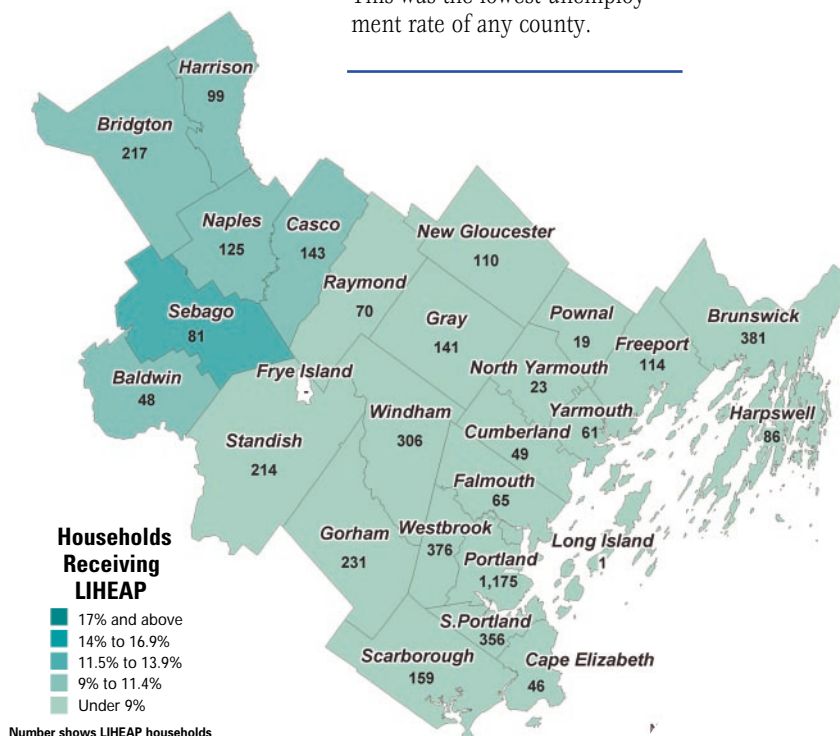 This was the lowest unemploy-
ment rate of any county.
Harrison
99
Bridgton
217
Naples
125
Casco
143
New Gloucester
110
Raymond
70
Sebago
81
Gray
141
Pownal
19
Brunswick
381
Freeport
114
Baldwin
48
Frye Island
-
North Yarmouth
23
Windham
306
Yarmouth
61
Harpswell
86
Cumberland
49
Standish
214
Falmouth
65
Gorham
231
Westbrook
376
Long Island
1
Portland
1,175
S.Portland
356
Scarborough
159
Cape Elizabeth
46
Households
Receiving
LIHEAP
17% and above
14% to 16.9%
11.5% to 13.9%
9% to 11.4%
Under 9%
Number shows LIHEAP households